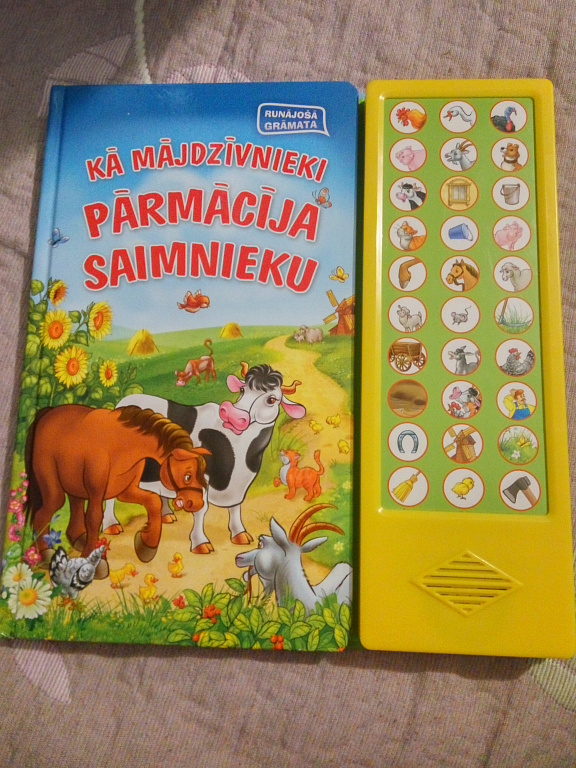 RUNĀJOŠĀ
GRĀMATA
KĀ MĀJDZĪVNIEKI
PĀRMĀCĪJA
SAIMNIEKU